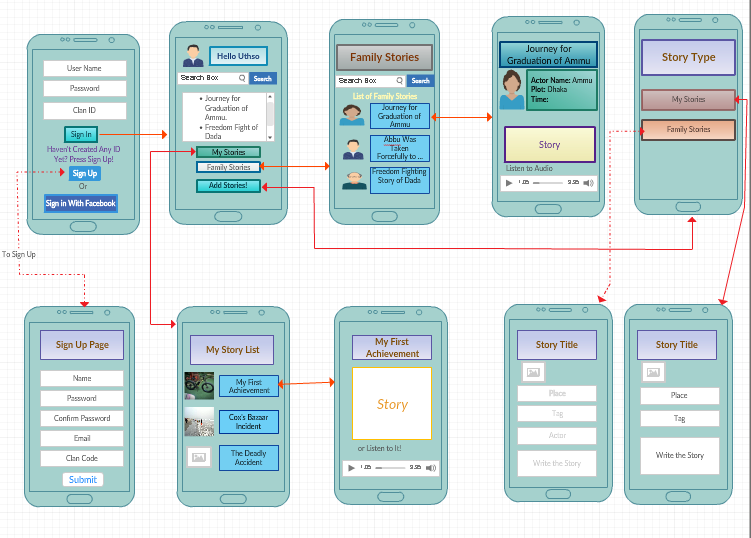 User Name
Password
Clan ID
Sign In
Haven't Created Any ID
Yet? Press Sign Up!
Sign Up
Or
Sign in With Facebook
To Sign Up
Hello Uthso
Search Box
Search
Journey for
Graduation of
Ammu.
Freedom Fight of
Dada
My Stories
Family Stories
Add Stories!
Family Stories
Search Box
Search
List of Family Stories
Journey for
Graduation of
Ammu
Abbu Was
Taken
Forcefully to ...
Freedom Fighting
Story of Dada
Journey for
Graduation of Ammu
Actor Name: Ammu
Plot: Dhaka
Time:
Story
Listen to Audio
Story Type
My Stories
Family Stories
Sign Up Page
Name
Password
Confirm Password
Email
Clan Code
Submit
My Story List
My First
Achievement
Cox's Bazaar
Incident
The Deadly
Accident
My First
Achievement
Story
or Listen to It!
Story Title
Place
Tag
Actor
Write the Story
Story Title
Place
Tag
Write the Story